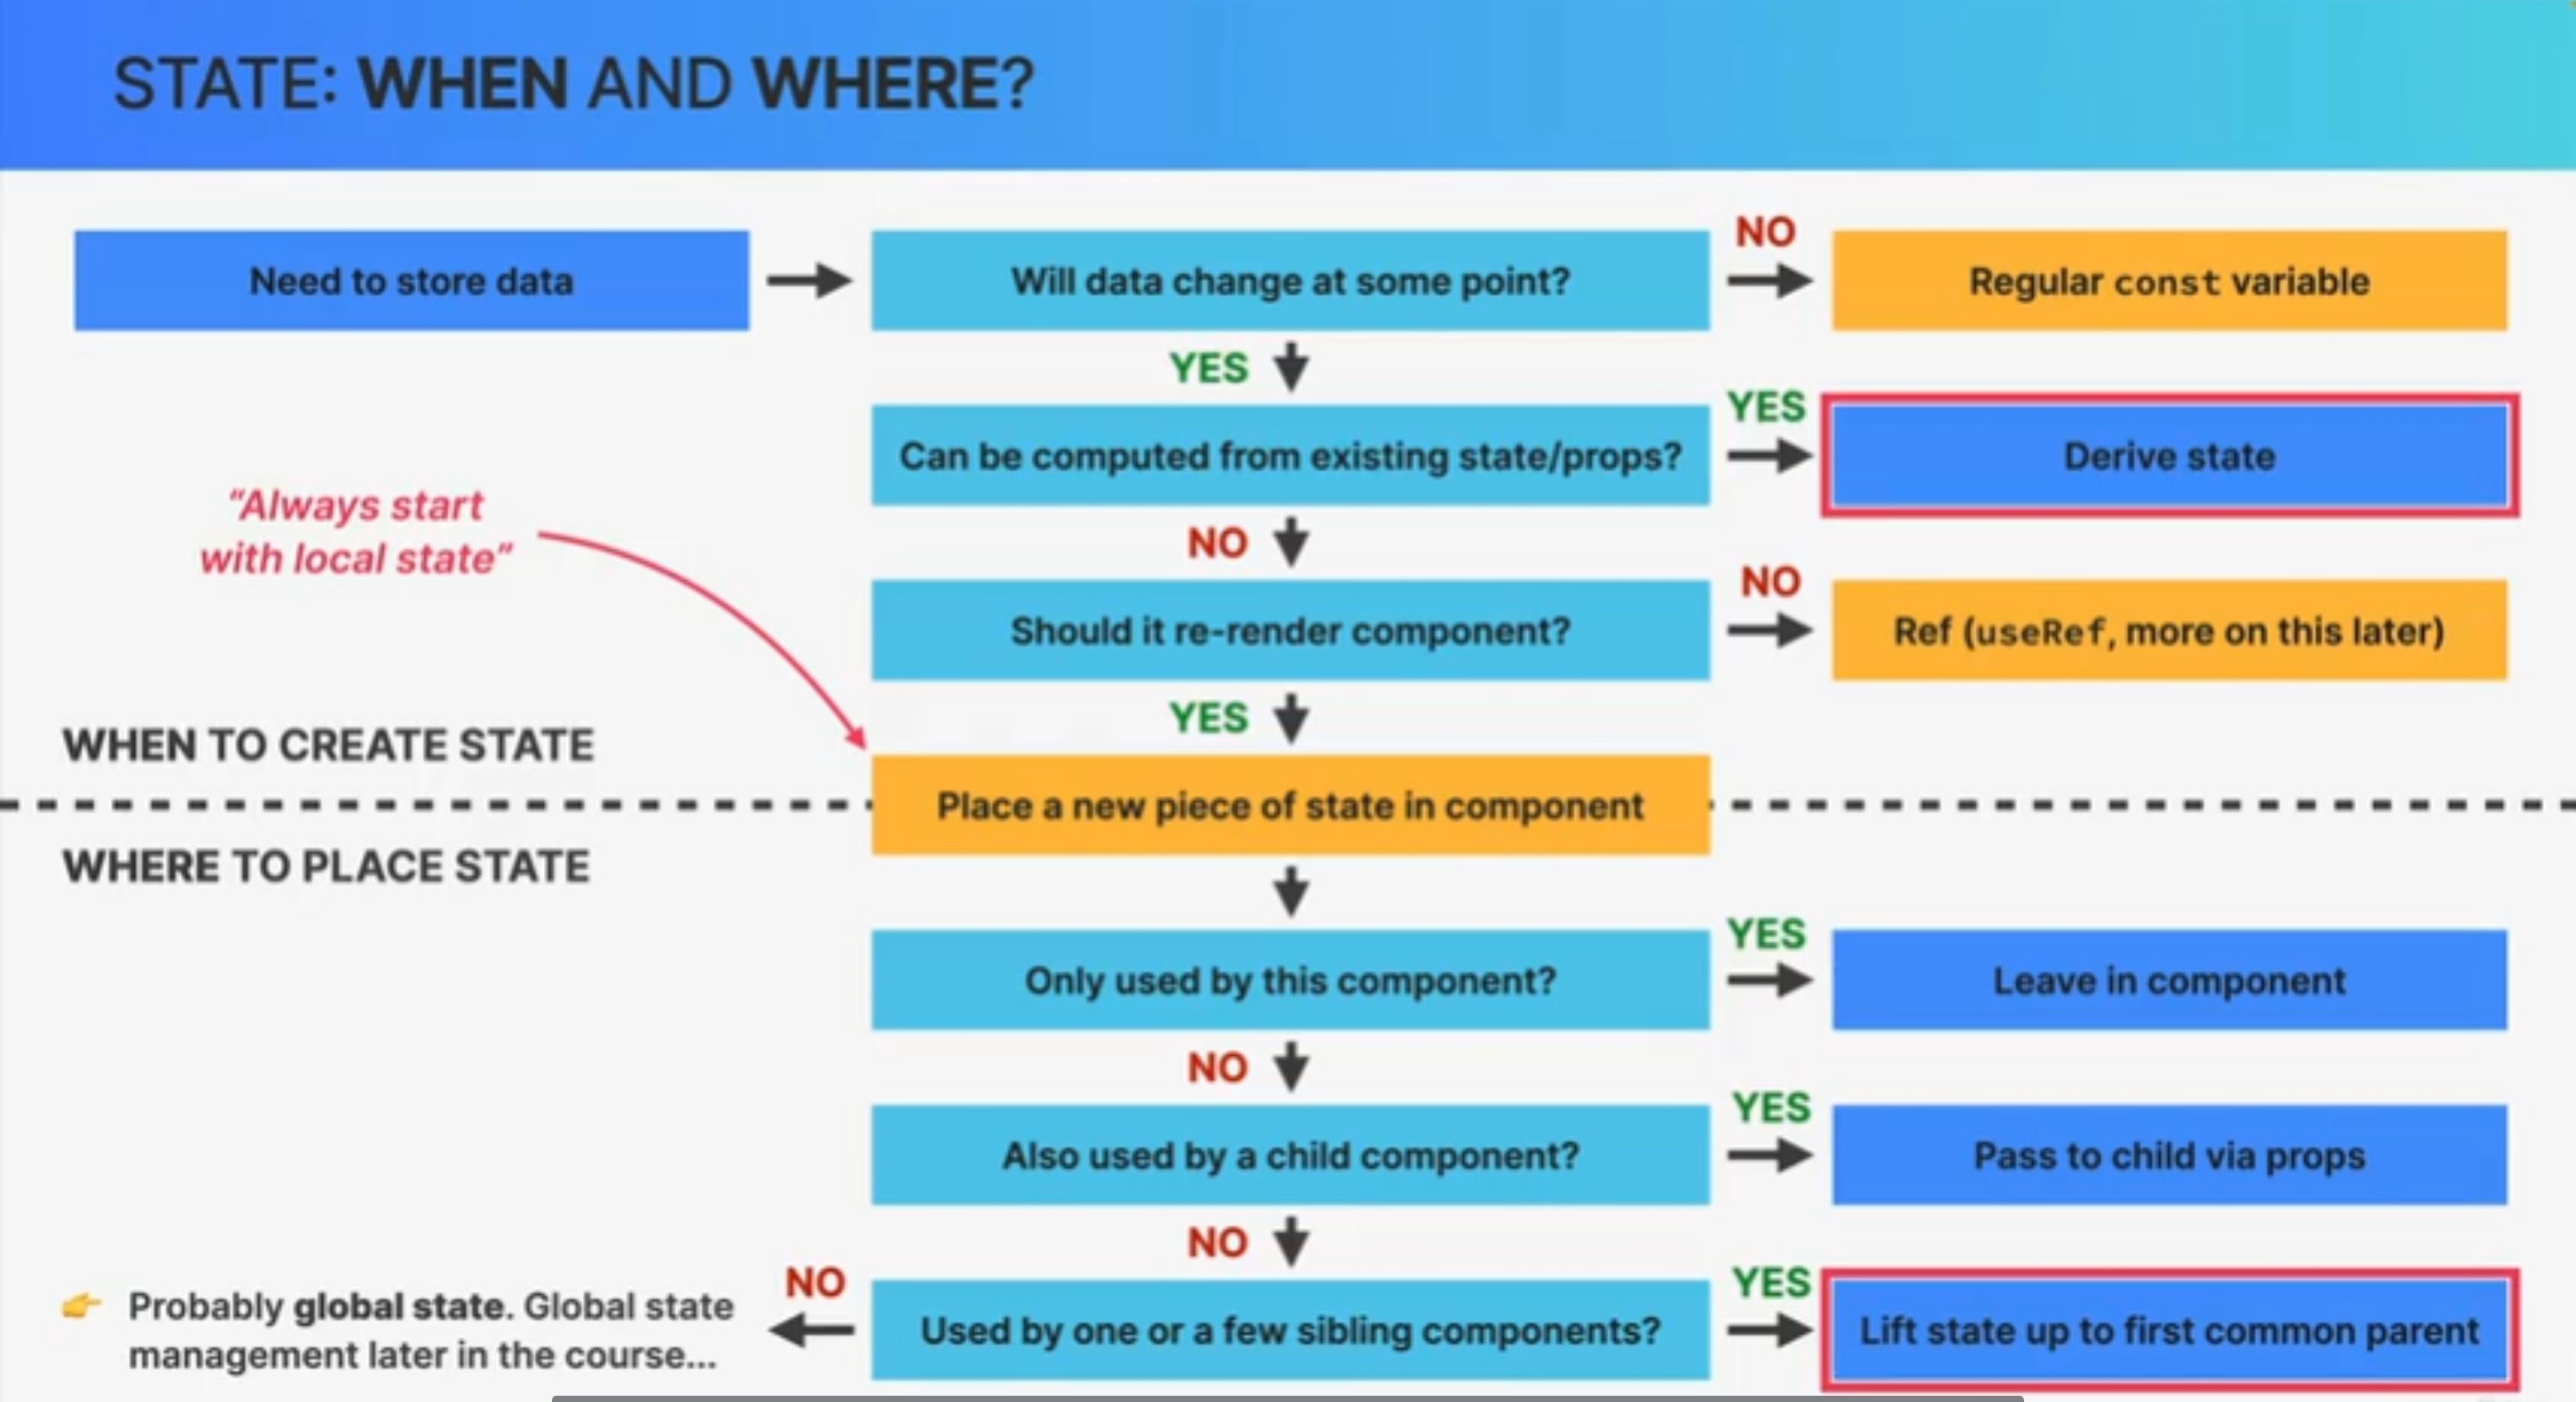 STATE: WHEN AND WHERE?
Need to store data
Will data change at some point?
NO
Regular const variable
YES
Can be computed from existing state/props?
YES
Derive state
"Always start
with local state"
NO
Should it re-render component?
NO
Ref (useRef, more on this later)
YES
WHEN TO CREATE STATE
Place a new piece of state in component
WHERE TO PLACE STATE
Only used by this component?
YES
Leave in component
NO
Also used by a child component?
YES
Pass to child via props
NO
Used by one or a few sibling components?
YES
Lift state up to first common parent
NO
👉 Probably global state. Global state
management later in the course...